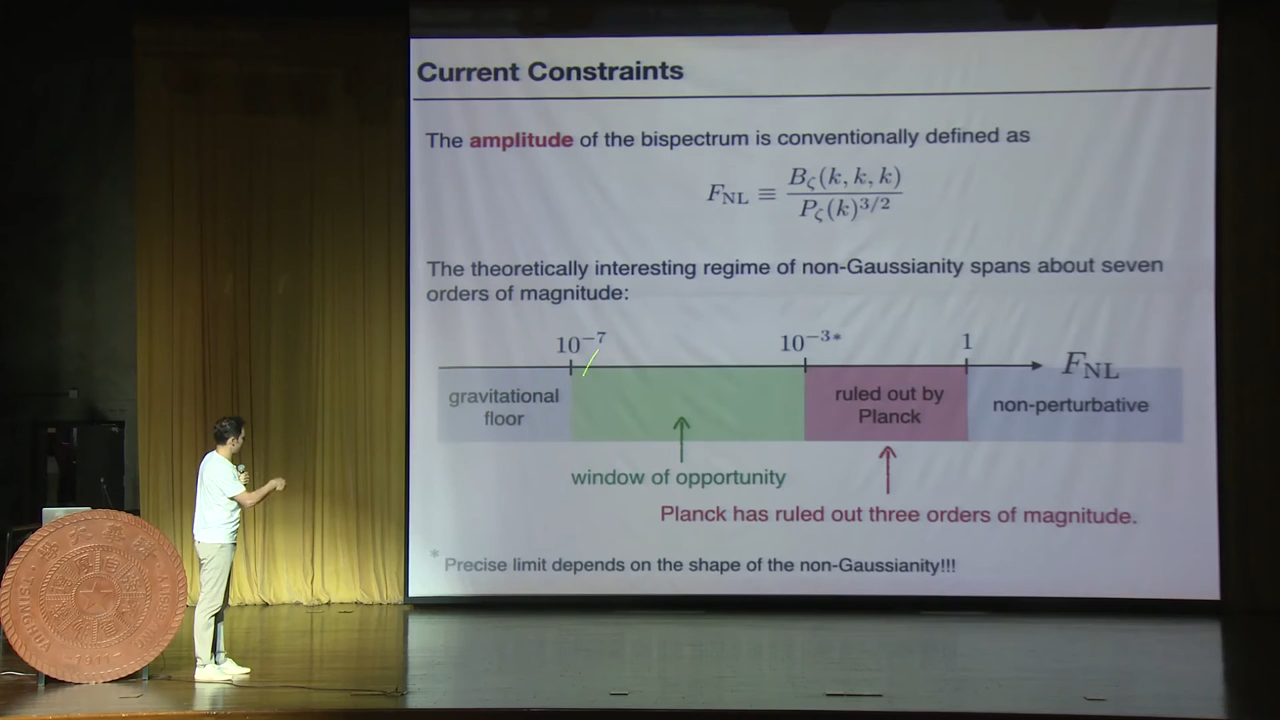 Current Constraints
The amplitude of the bispectrum is conventionally defined as
F_NL ≡ B_ζ(k, k, k) / P_ζ(k)^{3/2}
The theoretically interesting regime of non-Gaussianity spans about seven
orders of magnitude:
10^{-7} 10^{-3*} 1 F_NL
gravitational
floor
ruled out by
Planck
non-perturbative
window of opportunity
Planck has ruled out three orders of magnitude.
* Precise limit depends on the shape of the non-Gaussianity!!!
TSINGHUA
1911